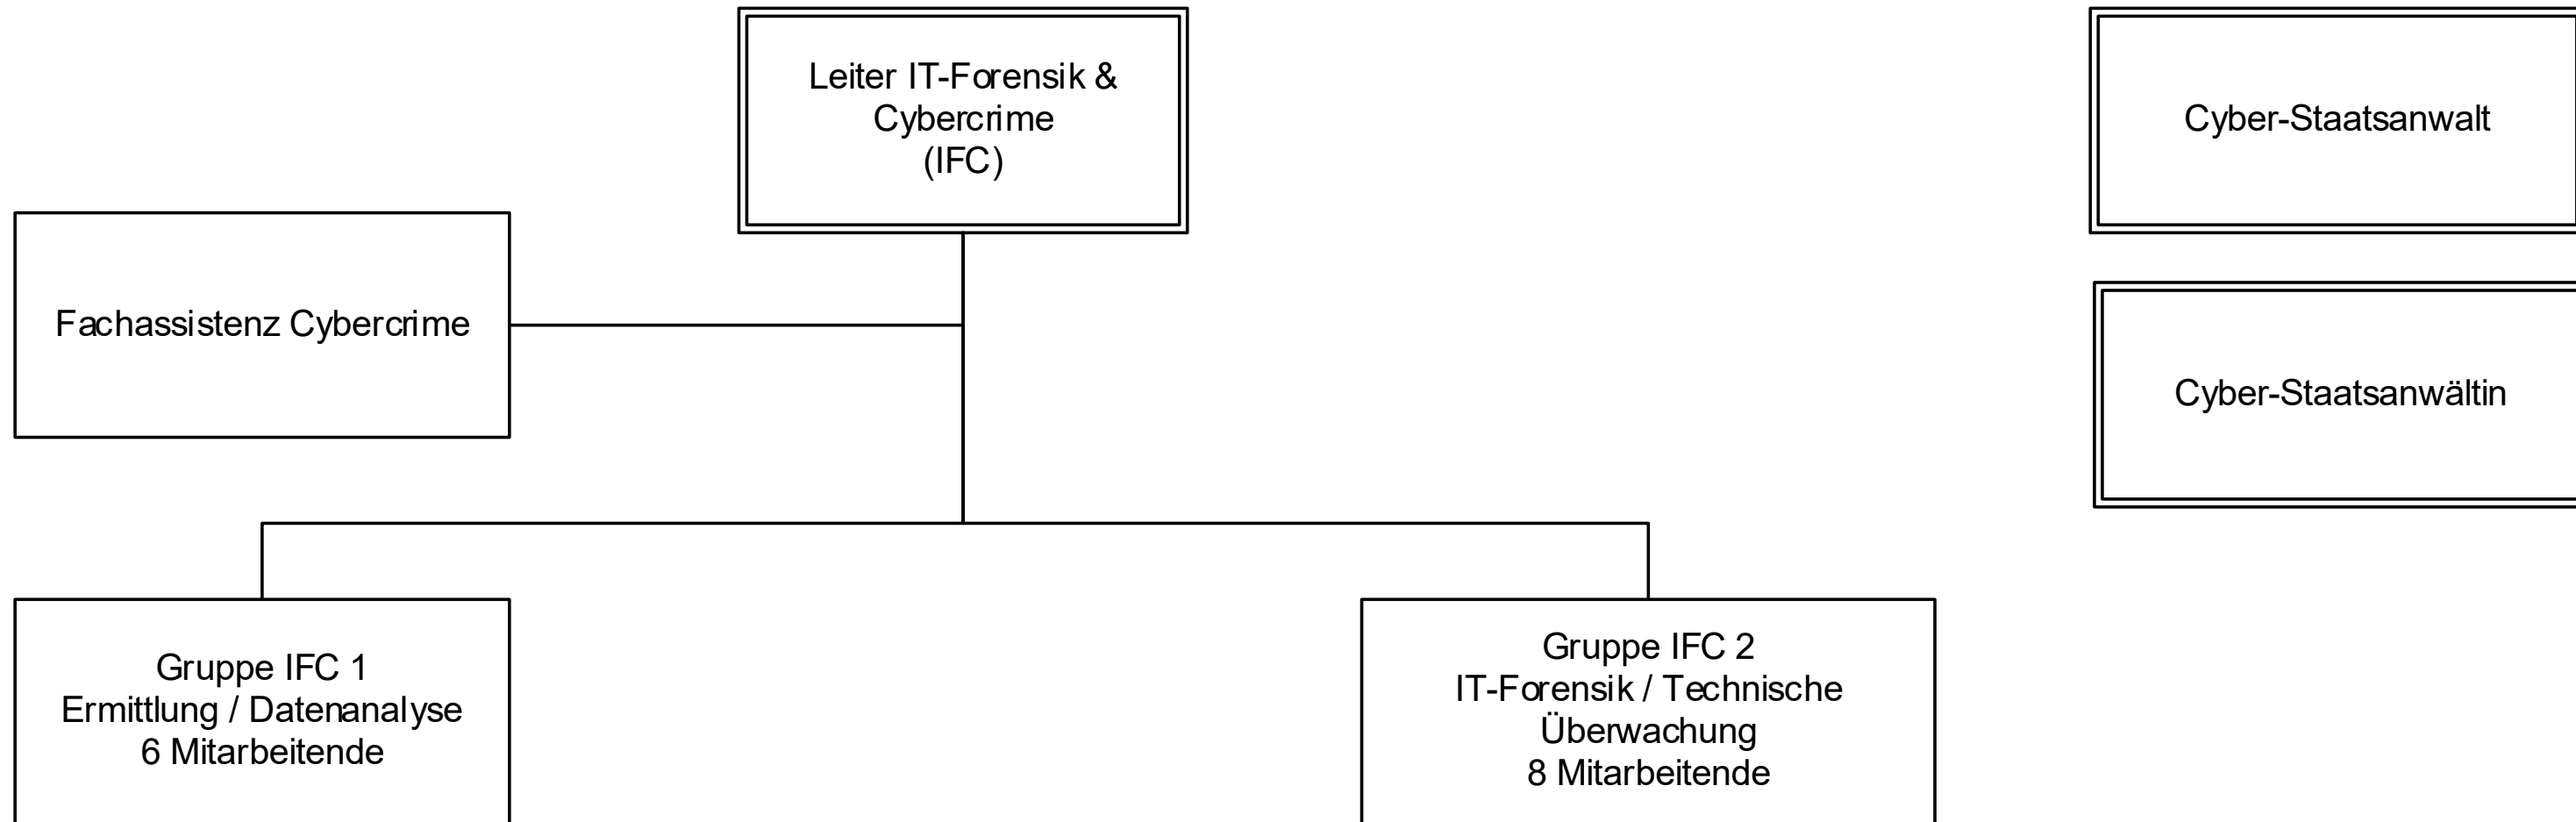 Leiter IT-Forensik &
Cybercrime
(IFC)
Cyber-Staatsanwalt
Fachassistenz Cybercrime
Cyber-Staatsanwältin
Gruppe IFC 1
Ermittlung / Datenanalyse
6 Mitarbeitende
Gruppe IFC 2
IT-Forensik / Technische
Überwachung
8 Mitarbeitende